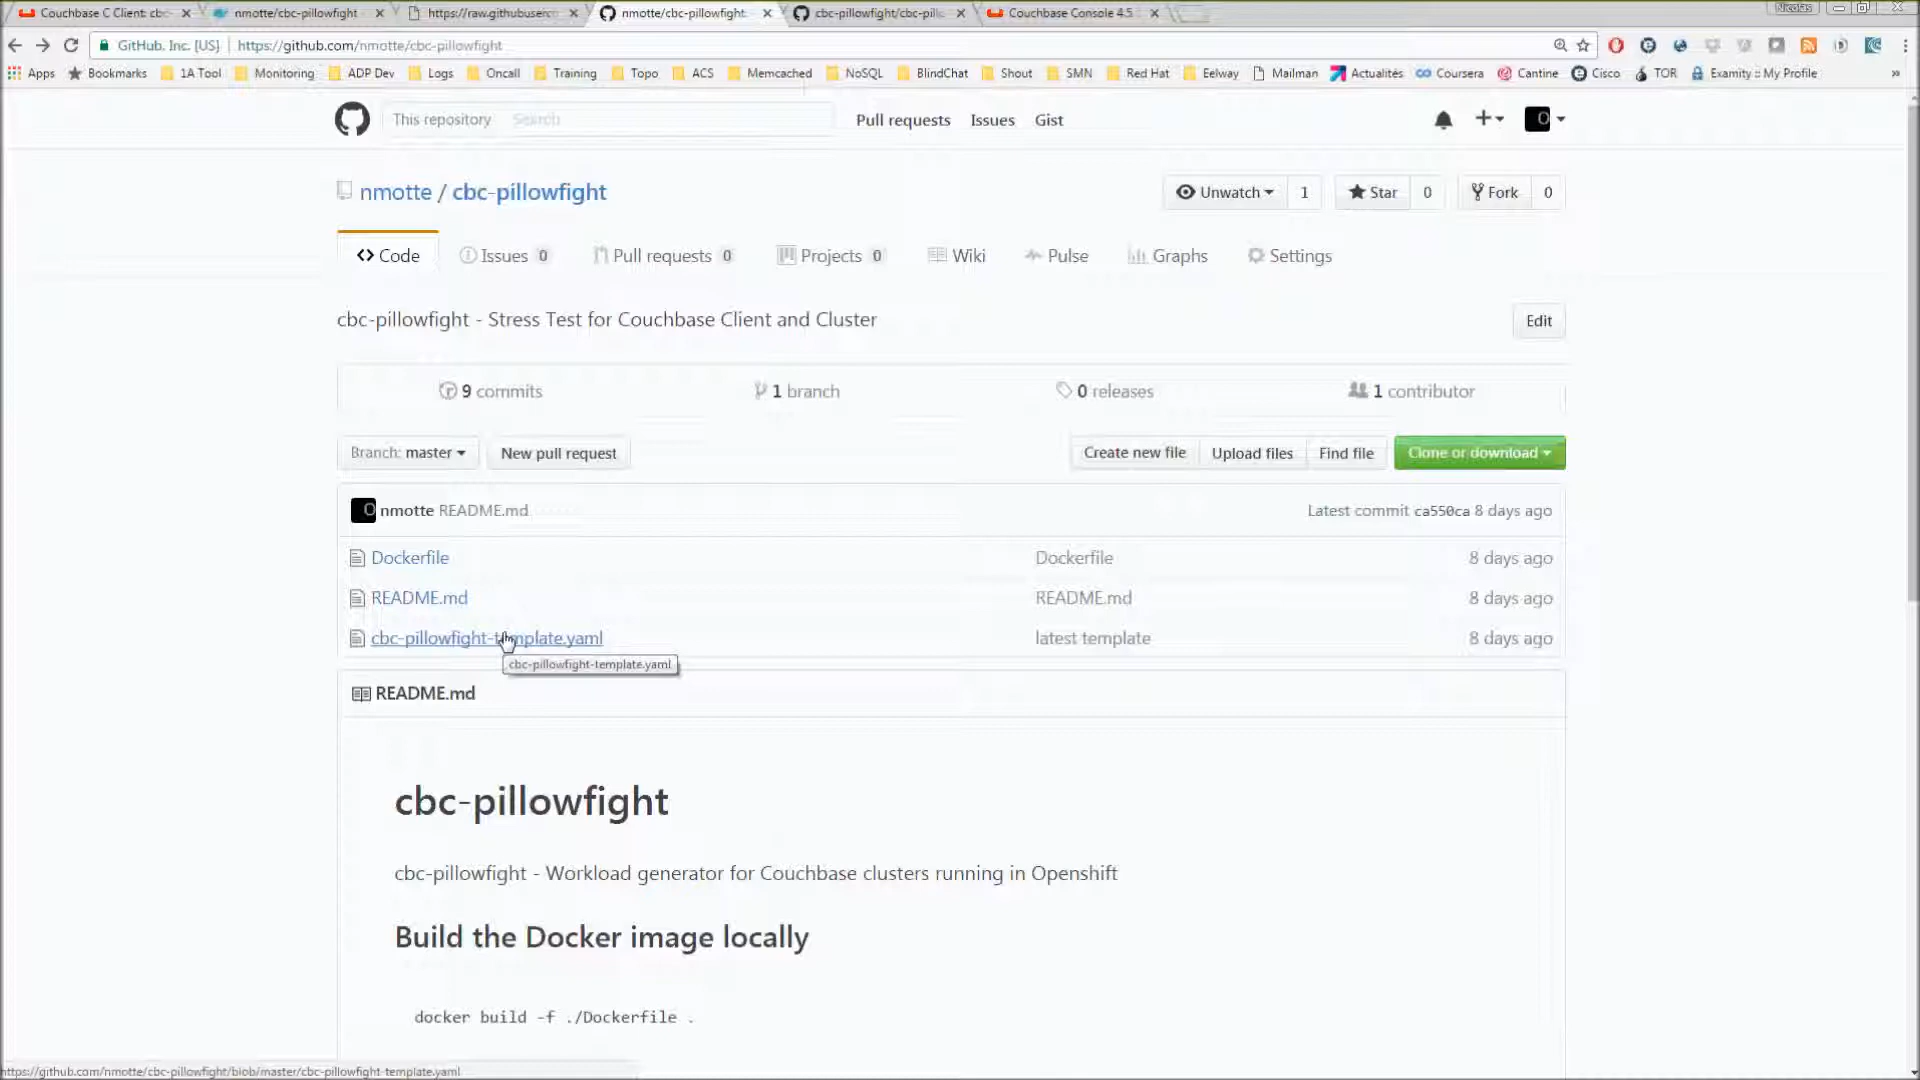 Couchbase C Client: cbc-
nmotte/cbc-pillowfight
https://raw.githubuserc
nmotte/cbc-pillowfight:
cbc-pillowfight/cbc-pill
Couchbase Console 4.5
Nicolas
GitHub, Inc. [US] https://github.com/nmotte/cbc-pillowfight
Apps Bookmarks 1A Tool Monitoring ADP Dev Logs Oncall Training Topo ACS Memcached NoSQL BlindChat Shout SMN Red Hat Eelway Mailman Actualités Coursera Cantine Cisco TOR Examity :: My Profile »
This repository Search Pull requests Issues Gist
nmotte / cbc-pillowfight Unwatch 1 Star 0 Fork 0
Code Issues 0 Pull requests 0 Projects 0 Wiki Pulse Graphs Settings
cbc-pillowfight - Stress Test for Couchbase Client and Cluster Edit
9 commits 1 branch 0 releases 1 contributor
Branch: master New pull request Create new file Upload files Find file Clone or download
nmotte README.md Latest commit ca550ca 8 days ago
Dockerfile Dockerfile 8 days ago
README.md README.md 8 days ago
cbc-pillowfight-template.yaml latest template 8 days ago
cbc-pillowfight-template.yaml
README.md
cbc-pillowfight
cbc-pillowfight - Workload generator for Couchbase clusters running in Openshift
Build the Docker image locally
docker build -f ./Dockerfile .
https://github.com/nmotte/cbc-pillowfight/blob/master/cbc-pillowfight-template.yaml